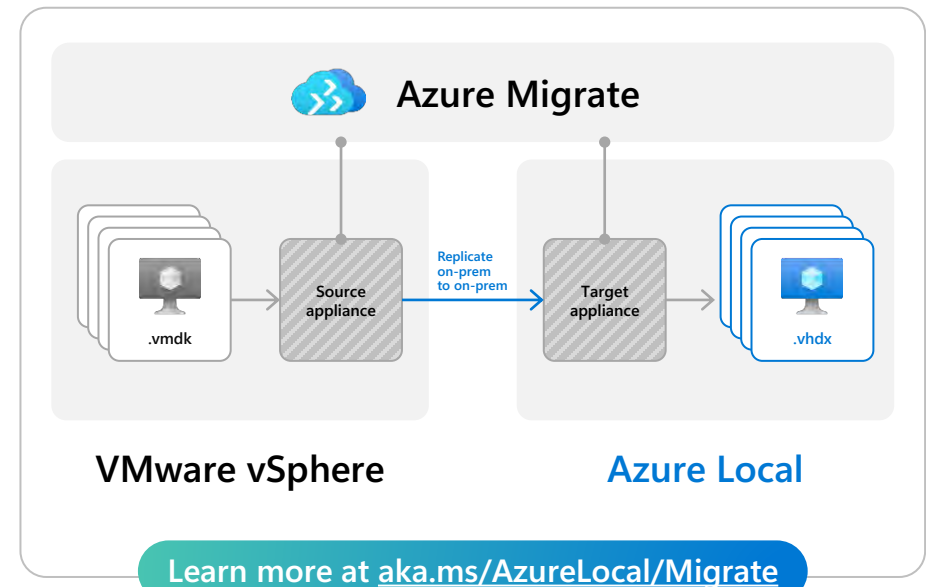 Azure Migrate
.vmdk
Source
appliance
Replicate
on-prem
to on-prem
Target
appliance
.vhdx
VMware vSphere
Azure Local
Learn more at aka.ms/AzureLocal/Migrate